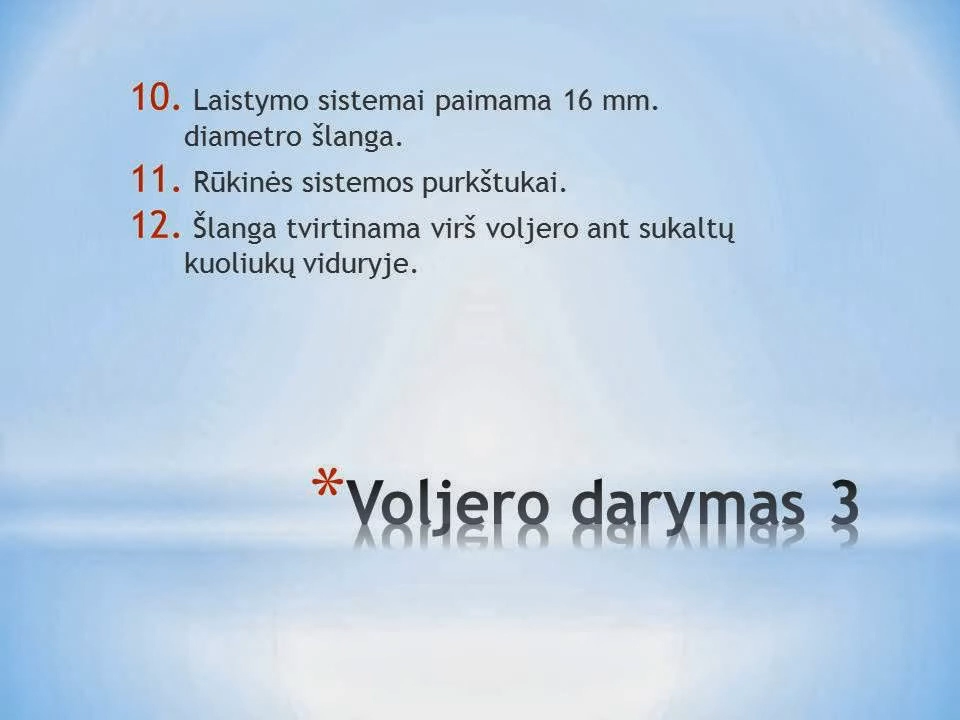 10. Laistymo sistemai paimama 16 mm.
diametro šlanga.
11. Rūkinės sistemos purkštukai.
12. Šlanga tvirtinama virš voljero ant sukaltų
kuoliukų viduryje.
*Voljero darymas 3